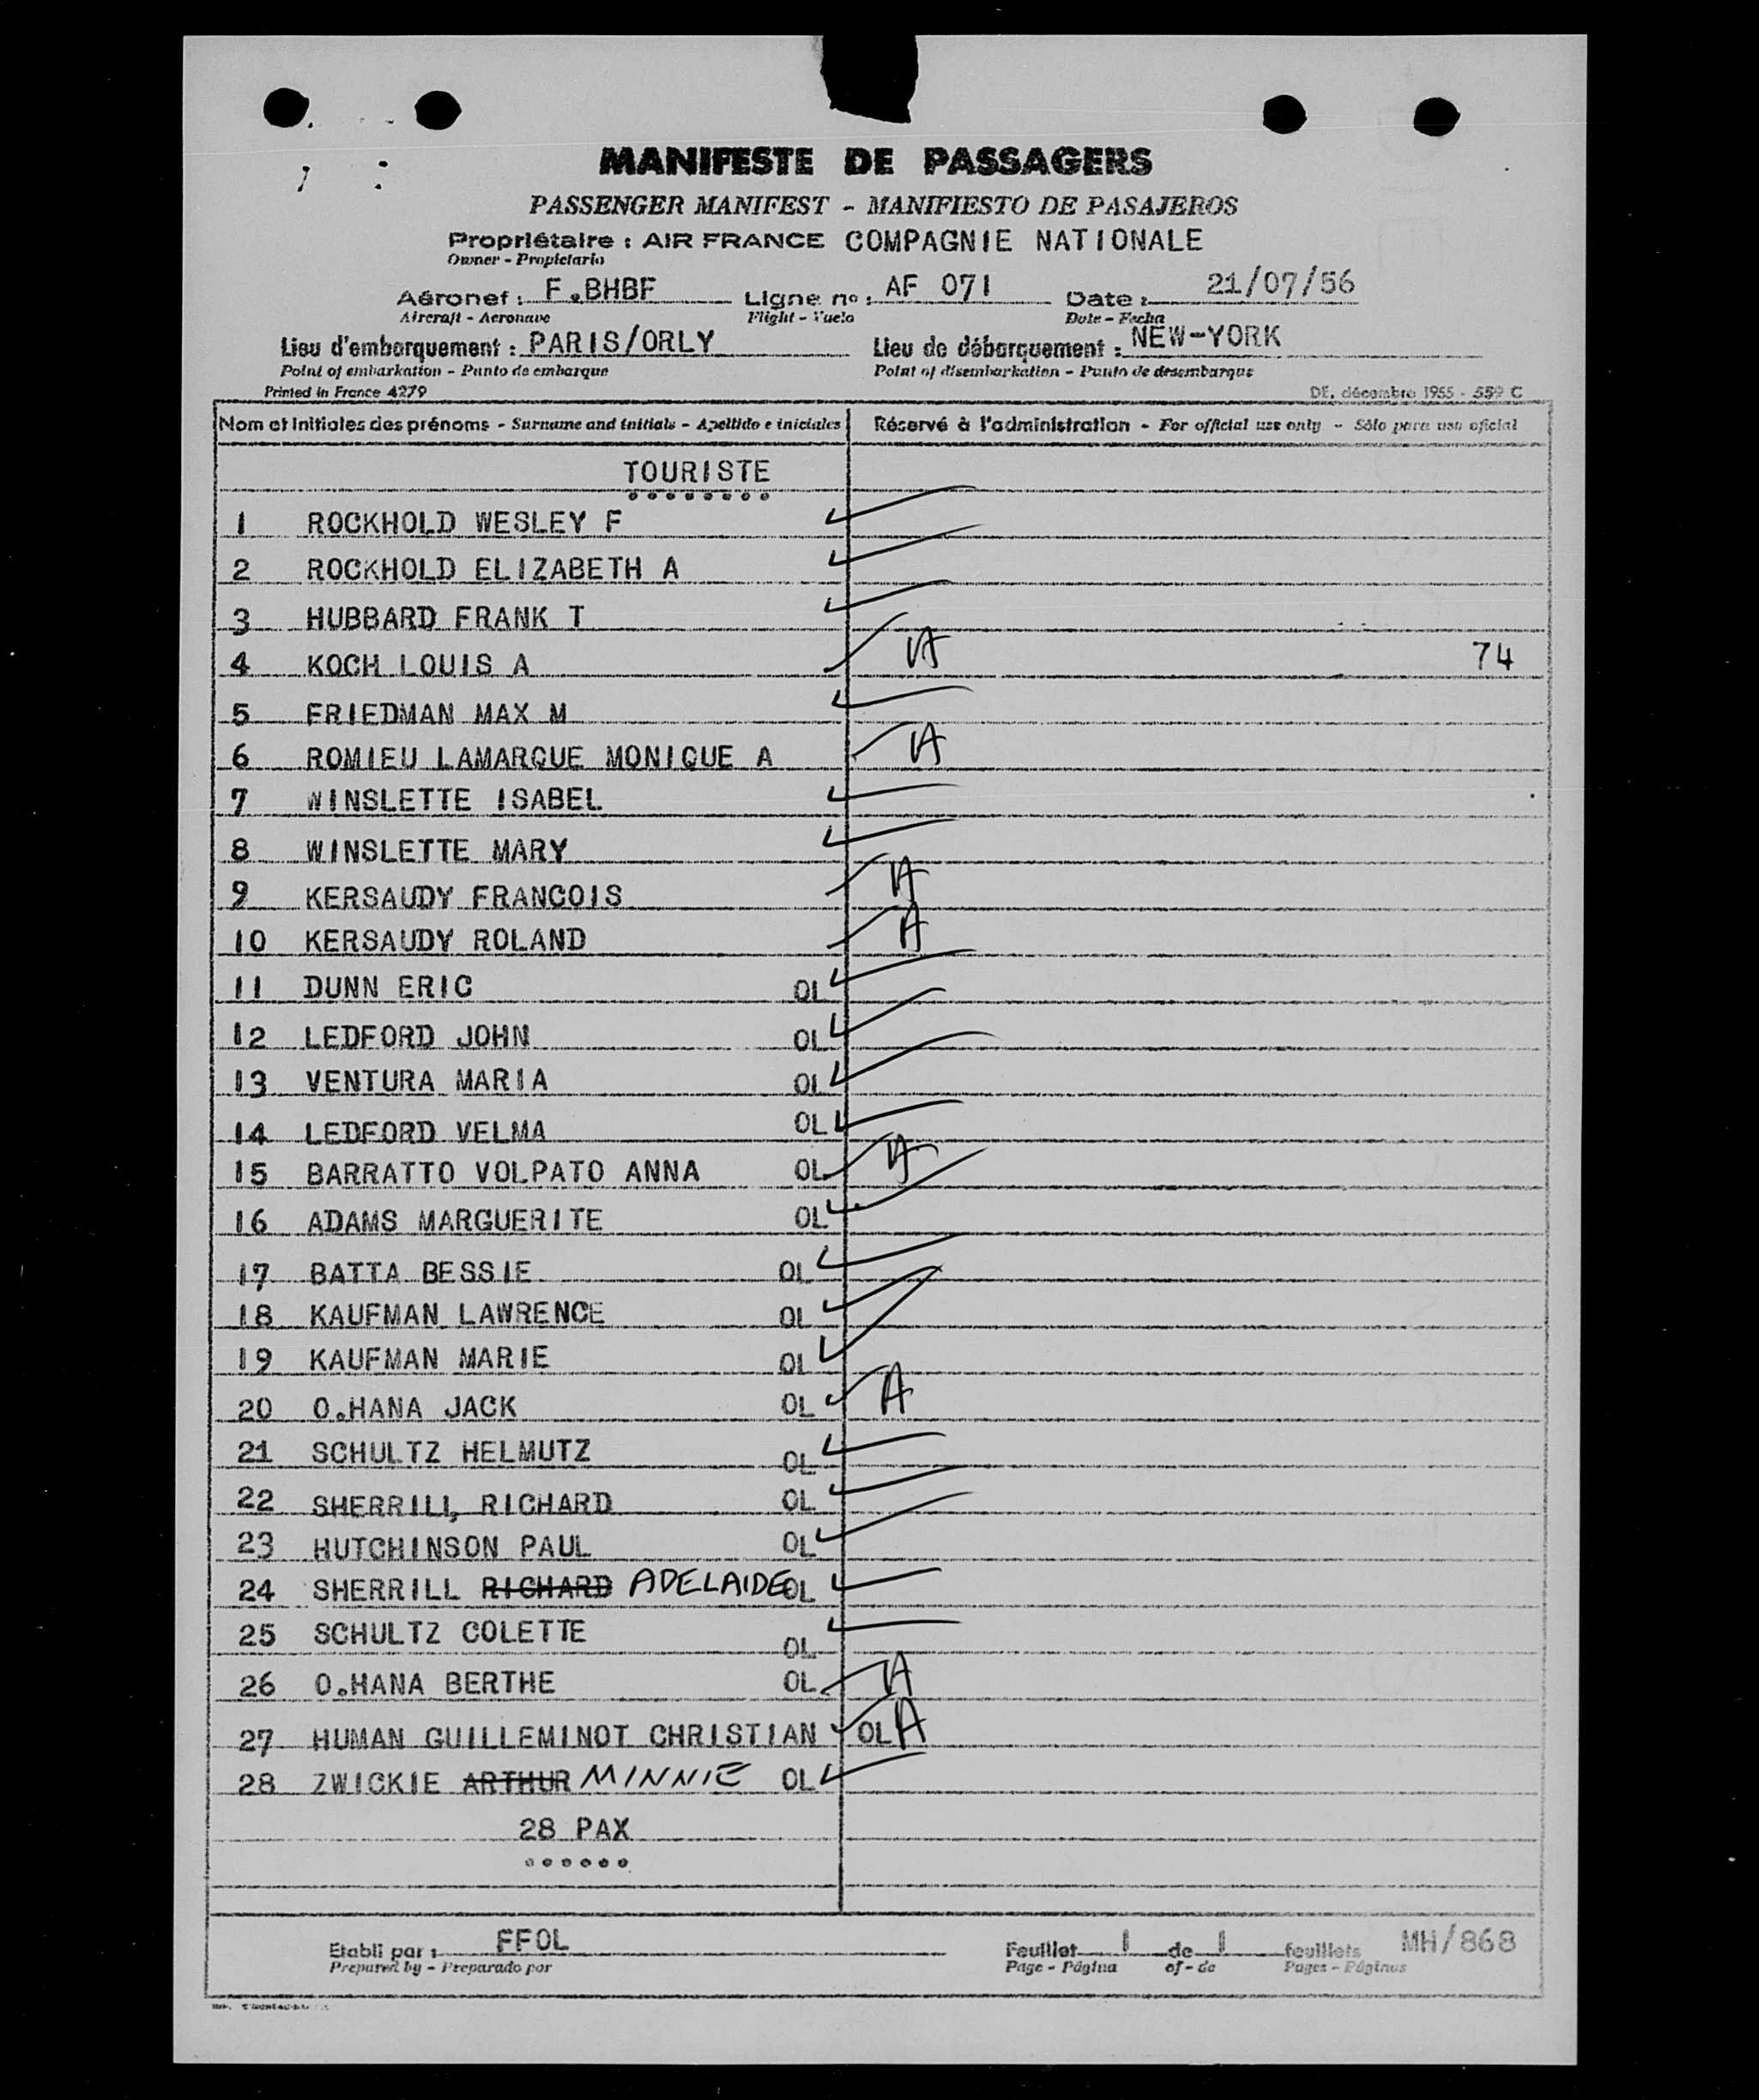 MANIFESTE DE PASSAGERS
PASSENGER MANIFEST - MANIFIESTO DE PASAJEROS
Propriétaire : AIR FRANCE COMPAGNIE NATIONALE
Owner - Propietario
Aéronef : F.BHBF Ligne no : AF 071 Date : 21/07/56
Aircraft - Aeronave Flight - Vuelo Date - Fecha
Lieu d'embarquement : PARIS/ORLY Lieu de débarquement : NEW-YORK
Point of embarkation - Punto de embarque Point of disembarkation - Punto de desembarque
Printed in France 4279 DE. décembre 1955 - 559 C
Nom et initiales des prénoms - Surname and initials - Apellido e iniciales Réservé à l'administration - For official use only - Sólo para uso oficial
TOURISTE
1 ROCKHOLD WESLEY F
2 ROCKHOLD ELIZABETH A
3 HUBBARD FRANK T
4 KOCH LOUIS A A 74
5 FRIEDMAN MAX M
6 ROMIEU LAMARQUE MONIQUE A A
7 WINSLETTE ISABEL
8 WINSLETTE MARY
9 KERSAUDY FRANCOIS A
10 KERSAUDY ROLAND A
11 DUNN ERIC OL
12 LEDFORD JOHN OL
13 VENTURA MARIA OL
14 LEDFORD VELMA OL
15 BARRATTO VOLPATO ANNA OL A
16 ADAMS MARGUERITE OL
17 BATTA BESSIE OL
18 KAUFMAN LAWRENCE OL
19 KAUFMAN MARIE OL
20 O.HANA JACK OL A
21 SCHULTZ HELMUTZ OL
22 SHERRILL, RICHARD OL
23 HUTCHINSON PAUL OL
24 SHERRILL RICHARD ADELAIDE OL
25 SCHULTZ COLETTE OL
26 O.HANA BERTHE OL A
27 HUMAN GUILLEMINOT CHRISTIAN OL A
28 ZWICKIE ARTHUR MINNIE OL
28 PAX
Etabli par : FFOL Feuillet 1 de 1 feuillets MH/868
Prepared by - Preparado por Page - Página of - de Pages - Páginas